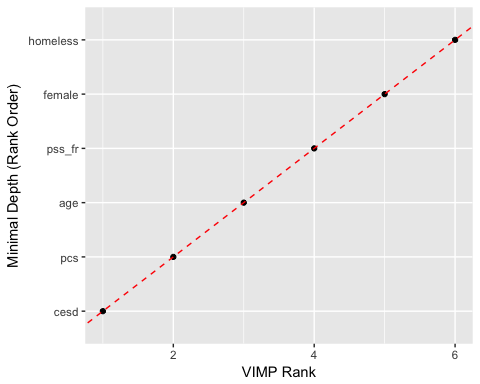 homeless
female
pss_fr
age
pcs
cesd
Minimal Depth (Rank Order)
2
4
6
VIMP Rank